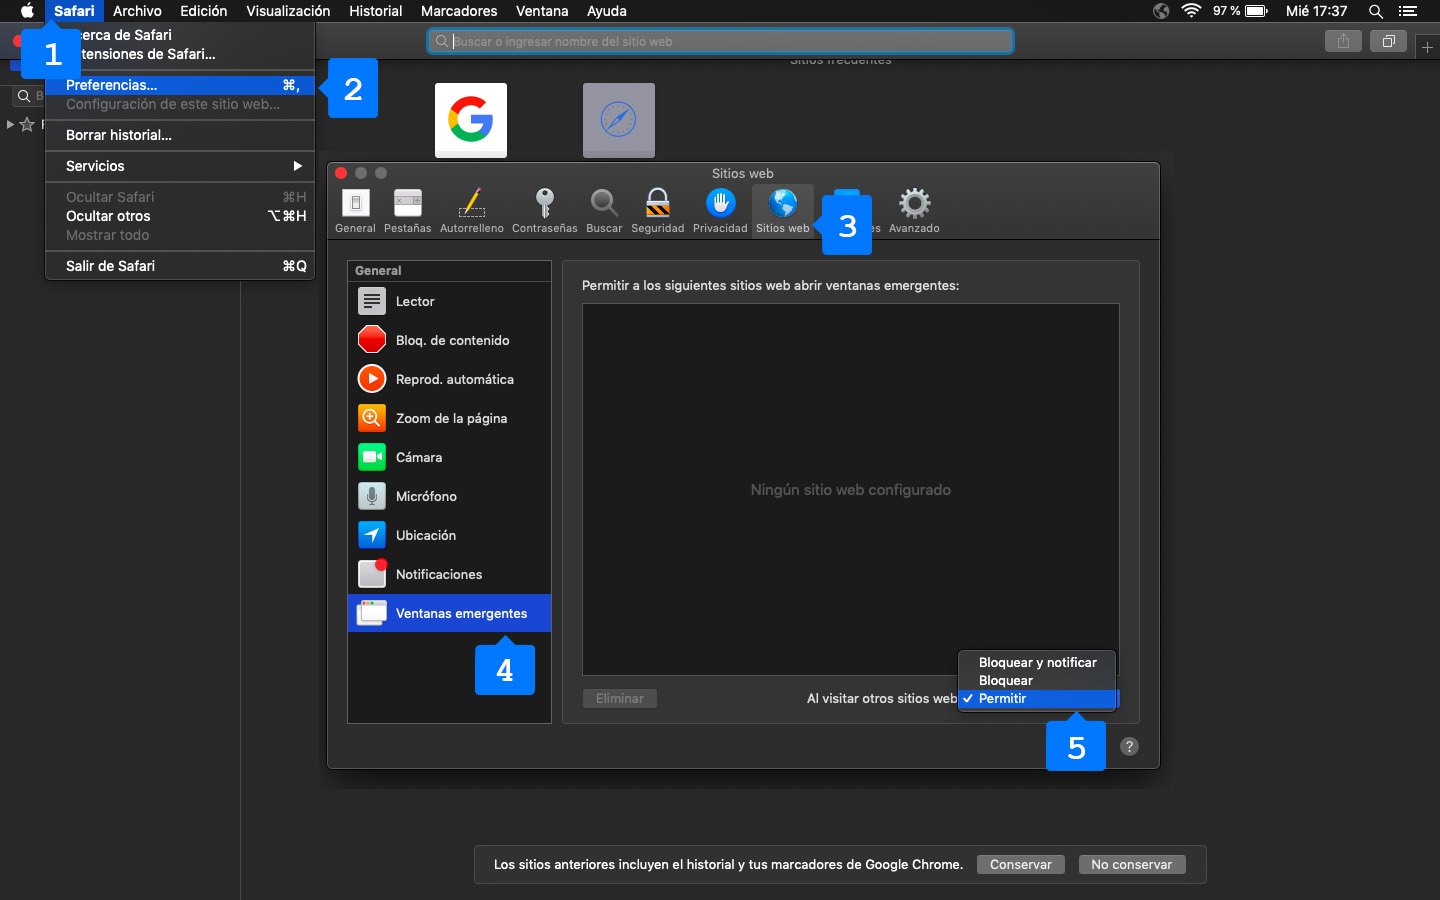 Safari Archivo Edición Visualización Historial Marcadores Ventana Ayuda 97 % Mié 17:37
cerca de Safari
tensiones de Safari...
Preferencias... ⌘,
Configuración de este sitio web...
Borrar historial...
Servicios
Ocultar Safari ⌘H
Ocultar otros ⌥⌘H
Mostrar todo
Salir de Safari ⌘Q
1
2
Buscar o ingresar nombre del sitio web
Sitios frecuentes
Sitios web
General Pestañas Autorrelleno Contraseñas Buscar Seguridad Privacidad Sitios web es Avanzado
3
General
Lector
Bloq. de contenido
Reprod. automática
Zoom de la página
Cámara
Micrófono
Ubicación
Notificaciones
Ventanas emergentes
4
Permitir a los siguientes sitios web abrir ventanas emergentes:
Ningún sitio web configurado
Eliminar
Al visitar otros sitios web
Bloquear y notificar
Bloquear
✓ Permitir
5
?
Los sitios anteriores incluyen el historial y tus marcadores de Google Chrome. Conservar No conservar